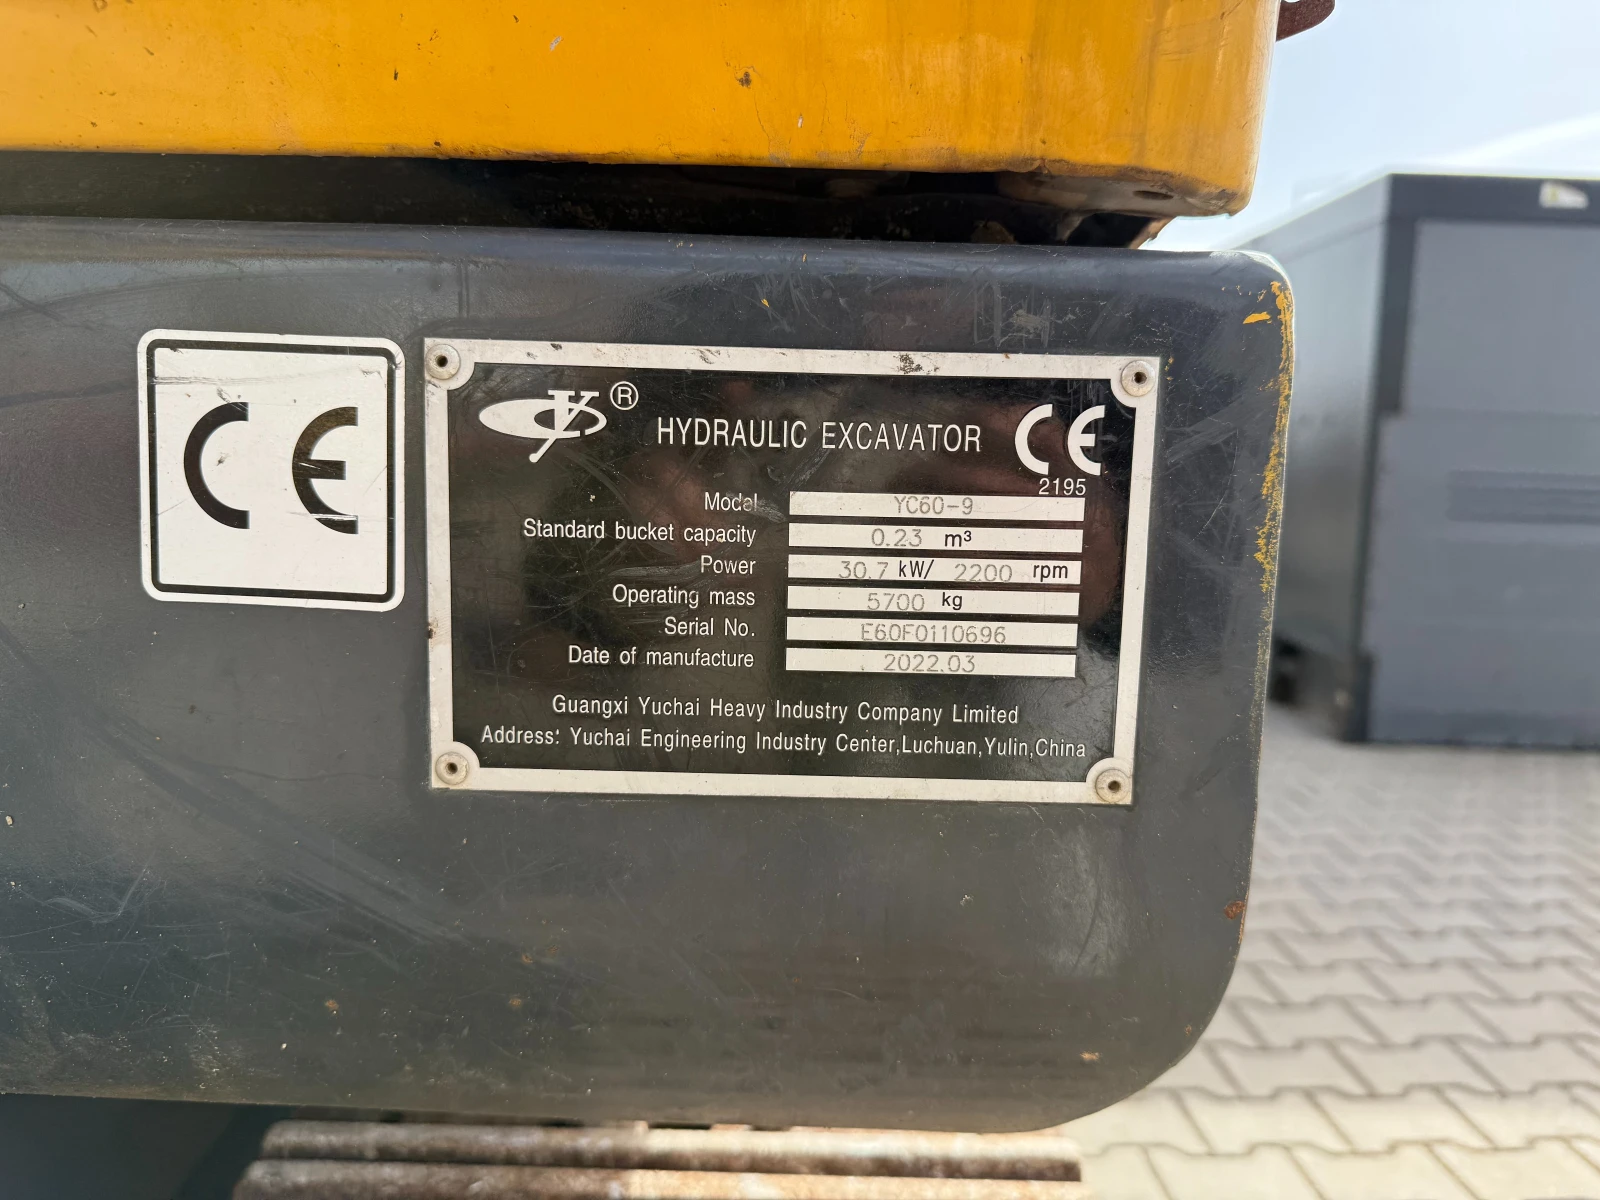 CE
Y ®
HYDRAULIC EXCAVATOR CE
2195
Model YC60-9
Standard bucket capacity 0.23 m³
Power 30.7 kW/ 2200 rpm
Operating mass 5700 kg
Serial No. E60F0110696
Date of manufacture 2022.03
Guangxi Yuchai Heavy Industry Company Limited
Address: Yuchai Engineering Industry Center,Luchuan,Yulin,China